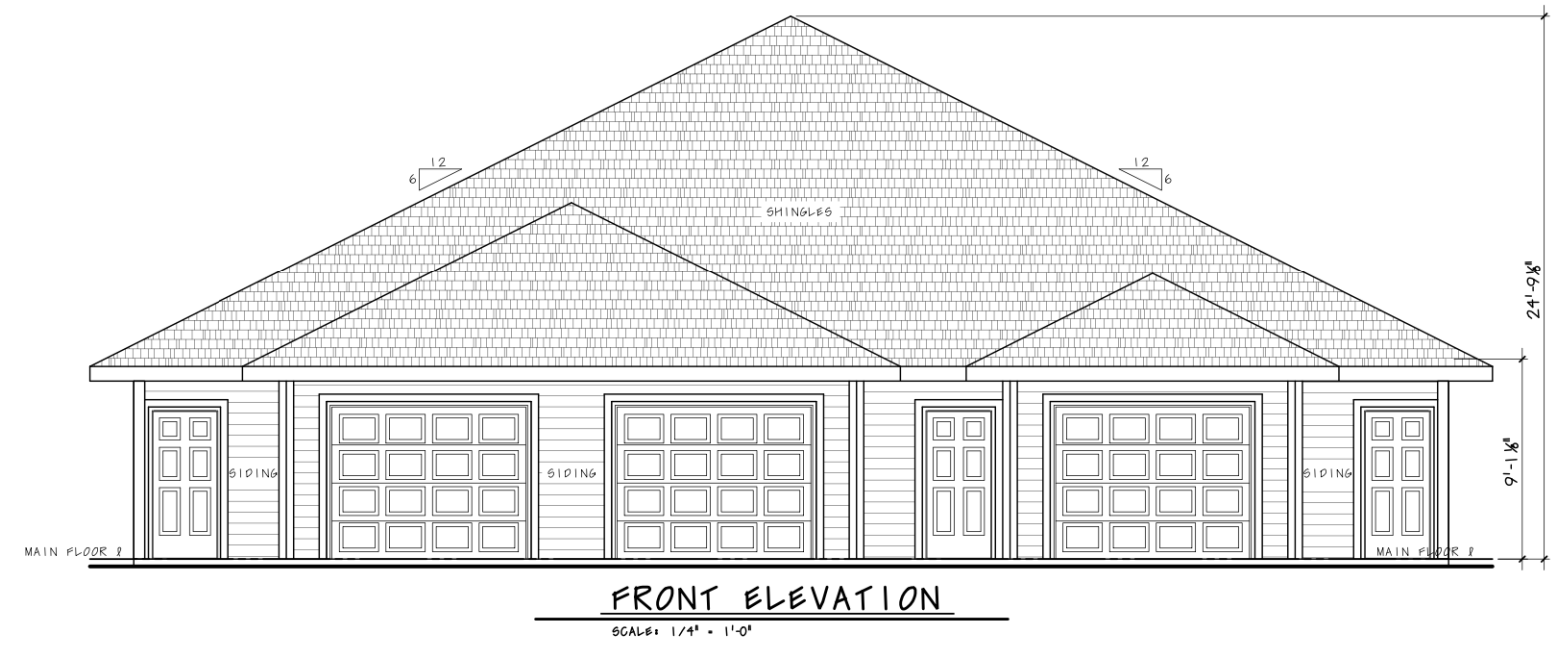 12
6
12
6
SHINGLES
24'-9⅛"
9'-1⅛"
SIDING
SIDING
SIDING
MAIN FLOOR
MAIN FLOOR
FRONT ELEVATION
SCALE: 1/4" = 1'-0"